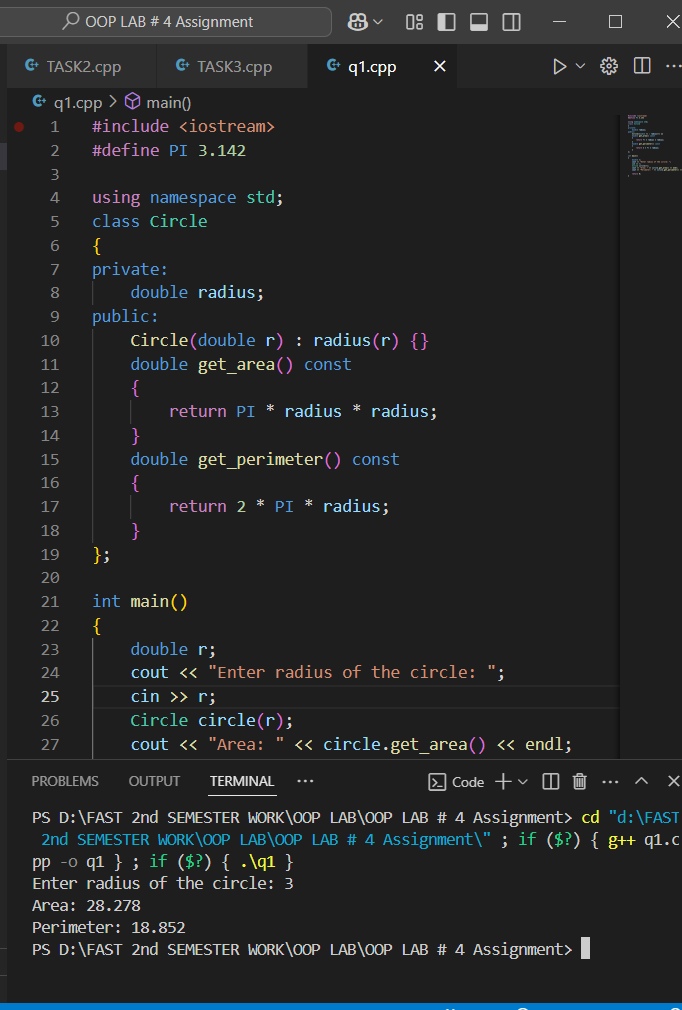 OOP LAB # 4 Assignment
TASK2.cpp TASK3.cpp q1.cpp
q1.cpp > main()
1 #include <iostream>
2 #define PI 3.142
3
4 using namespace std;
5 class Circle
6 {
7 private:
8 double radius;
9 public:
10 Circle(double r) : radius(r) {}
11 double get_area() const
12 {
13 return PI * radius * radius;
14 }
15 double get_perimeter() const
16 {
17 return 2 * PI * radius;
18 }
19 };
20
21 int main()
22 {
23 double r;
24 cout << "Enter radius of the circle: ";
25 cin >> r;
26 Circle circle(r);
27 cout << "Area: " << circle.get_area() << endl;
PROBLEMS OUTPUT TERMINAL ... Code
PS D:\FAST 2nd SEMESTER WORK\OOP LAB\OOP LAB # 4 Assignment> cd "d:\FAST
2nd SEMESTER WORK\OOP LAB\OOP LAB # 4 Assignment\" ; if ($?) { g++ q1.c
pp -o q1 } ; if ($?) { .\q1 }
Enter radius of the circle: 3
Area: 28.278
Perimeter: 18.852
PS D:\FAST 2nd SEMESTER WORK\OOP LAB\OOP LAB # 4 Assignment>